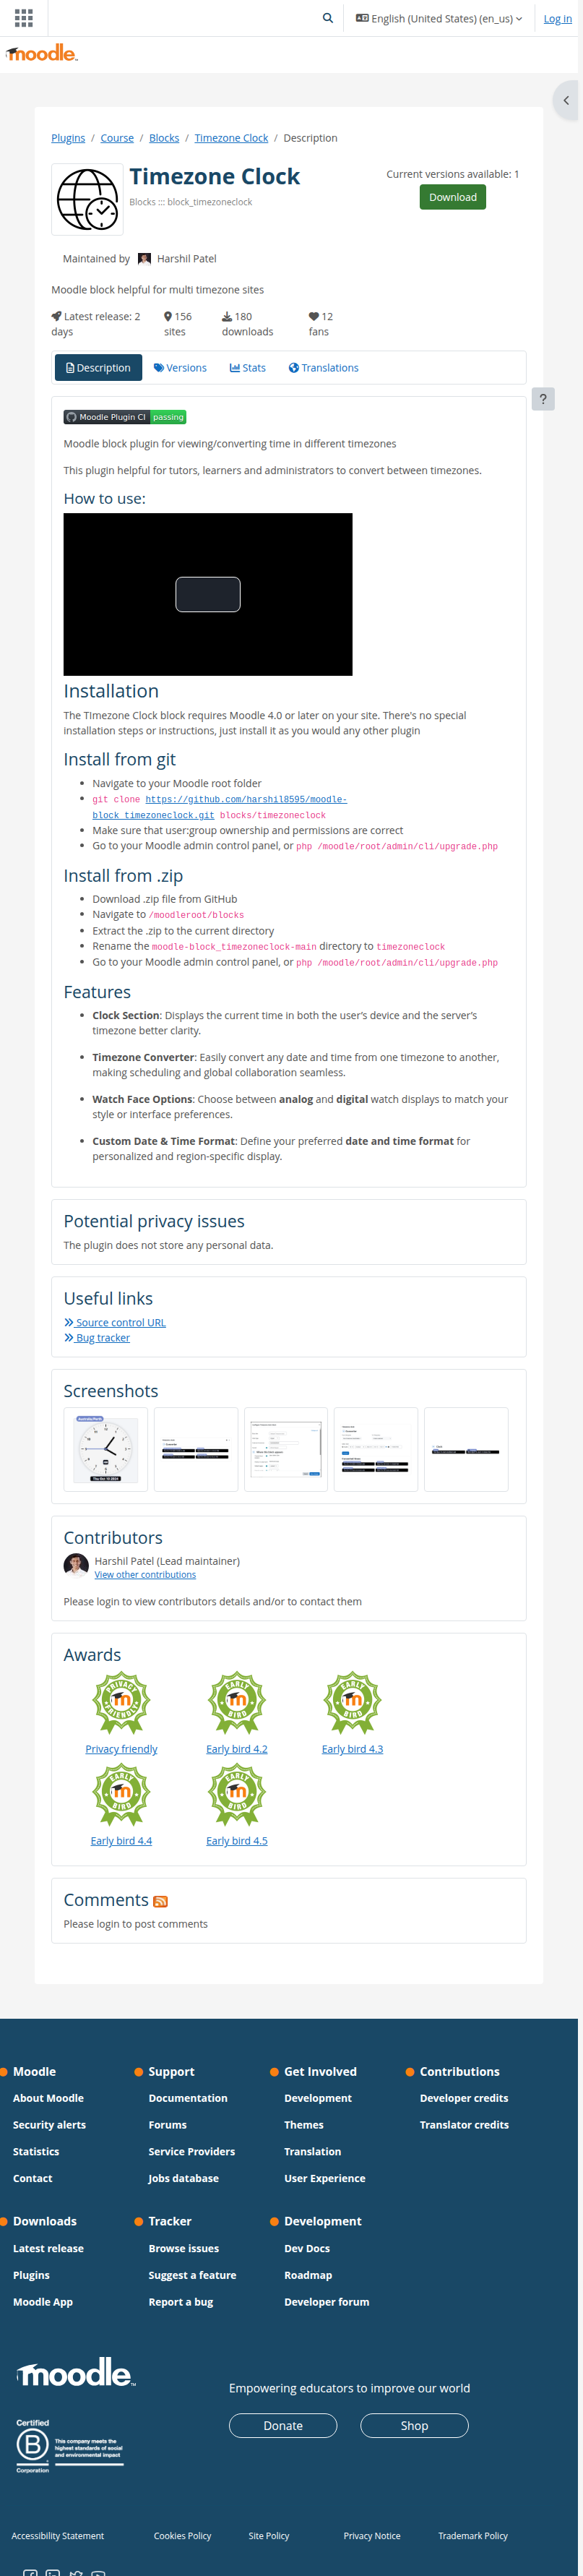 English (United States) (en_us)
Log in
moodle
Plugins / Course / Blocks / Timezone Clock / Description
Timezone Clock
Blocks ::: block_timezoneclock
Current versions available: 1
Download
Maintained by Harshil Patel
Moodle block helpful for multi timezone sites
Latest release: 2 days
156 sites
180 downloads
12 fans
Description Versions Stats Translations
?
Moodle Plugin CI passing
Moodle block plugin for viewing/converting time in different timezones
This plugin helpful for tutors, learners and administrators to convert between timezones.
How to use:
Installation
The TImezone Clock block requires Moodle 4.0 or later on your site. There's no special
installation steps or instructions, just install it as you would any other plugin
Install from git
Navigate to your Moodle root folder
git clone https://github.com/harshil8595/moodle-
block_timezoneclock.git blocks/timezoneclock
Make sure that user:group ownership and permissions are correct
Go to your Moodle admin control panel, or php /moodle/root/admin/cli/upgrade.php
Install from .zip
Download .zip file from GitHub
Navigate to /moodleroot/blocks
Extract the .zip to the current directory
Rename the moodle-block_timezoneclock-main directory to timezoneclock
Go to your Moodle admin control panel, or php /moodle/root/admin/cli/upgrade.php
Features
Clock Section: Displays the current time in both the user’s device and the server’s
timezone better clarity.
Timezone Converter: Easily convert any date and time from one timezone to another,
making scheduling and global collaboration seamless.
Watch Face Options: Choose between analog and digital watch displays to match your
style or interface preferences.
Custom Date & Time Format: Define your preferred date and time format for
personalized and region-specific display.
Potential privacy issues
The plugin does not store any personal data.
Useful links
Source control URL
Bug tracker
Screenshots
Contributors
Harshil Patel (Lead maintainer)
View other contributions
Please login to view contributors details and/or to contact them
Awards
PRIVACY FRIENDLY
EARLY BIRD
EARLY BIRD
Privacy friendly
Early bird 4.2
Early bird 4.3
EARLY BIRD
EARLY BIRD
Early bird 4.4
Early bird 4.5
Comments
Please login to post comments
Moodle
Support
Get Involved
Contributions
About Moodle
Documentation
Development
Developer credits
Security alerts
Forums
Themes
Translator credits
Statistics
Service Providers
Translation
Contact
Jobs database
User Experience
Downloads
Tracker
Development
Latest release
Browse issues
Dev Docs
Plugins
Suggest a feature
Roadmap
Moodle App
Report a bug
Developer forum
moodle
Empowering educators to improve our world
Donate
Shop
Certified
B
Corporation
This company meets the
highest standards of social
and environmental impact
Accessibility Statement
Cookies Policy
Site Policy
Privacy Notice
Trademark Policy